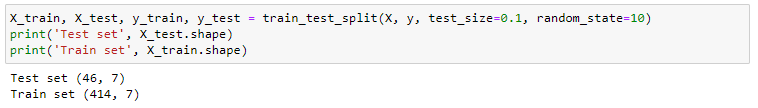 X_train, X_test, y_train, y_test = train_test_split(X, y, test_size=0.1, random_state=10)
print('Test set', X_test.shape)
print('Train set', X_train.shape)
Test set (46, 7)
Train set (414, 7)